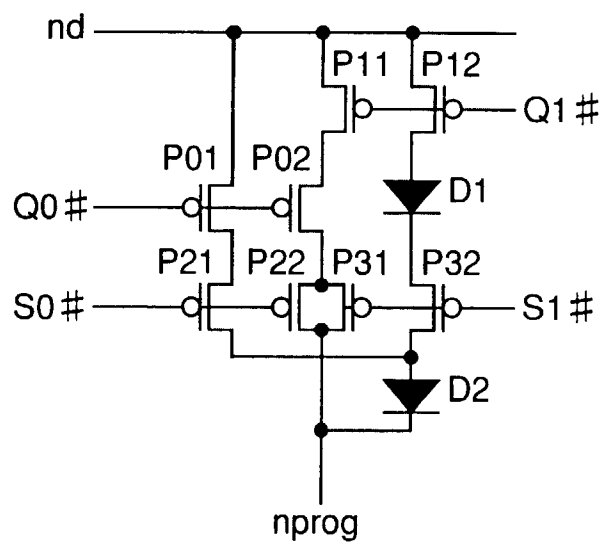 nd
P11 P12
Q1#
P01 P02
D1
Q0#
P21 P22 P31 P32
S0# S1#
D2
nprog